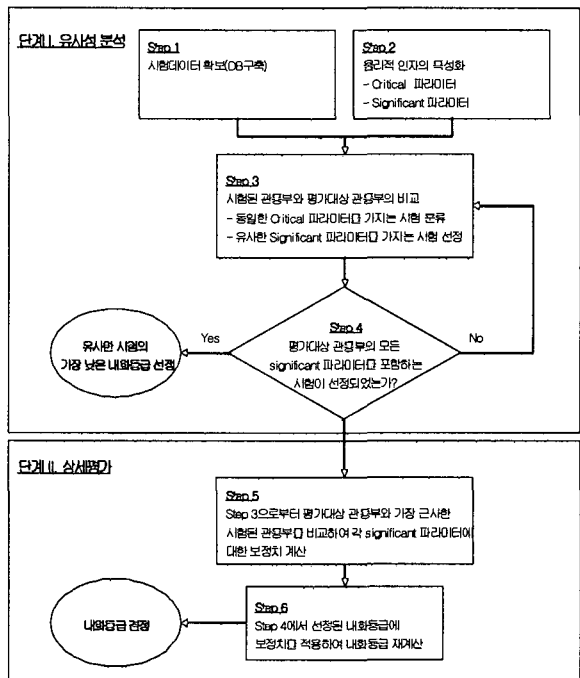 단계 I. 유사성 분석
Step 1
시험데이터 확보(DB구축)
Step 2
물리적 인자의 특성화
- Critical 파라미터
- Significant 파라미터
Step 3
시험된 관통부와 평가대상 관통부의 비교
- 동일한 Critical 파라미터 가지는 시험 분류
- 유사한 Significant 파라미터 가지는 시험 선정
Step 4
평가대상 관통부의 모든
significant 파라미터 포함하는
시험이 선정되었는가?
Yes
No
유사한 시험의
가장 낮은 내화등급 선정
단계 II. 상세평가
Step 5
Step 3으로부터 평가대상 관통부와 가장 근사한
시험된 관통부 비교하여 각 significant 파라미터에
대한 보정치 계산
Step 6
Step 4에서 선정된 내화등급에
보정치 적용하여 내화등급 재계산
내화등급 결정